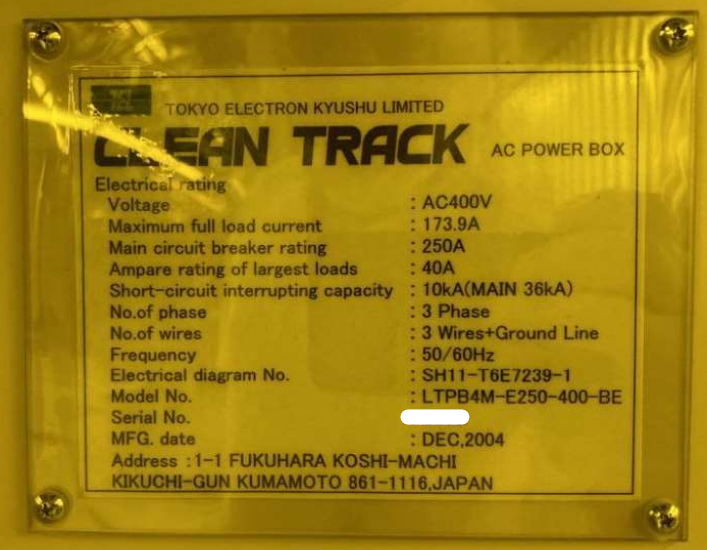 TEL TOKYO ELECTRON KYUSHU LIMITED
CLEAN TRACK AC POWER BOX
Electrical rating
Voltage : AC400V
Maximum full load current : 173.9A
Main circuit breaker rating : 250A
Ampare rating of largest loads : 40A
Short-circuit interrupting capacity : 10kA(MAIN 36kA)
No.of phase : 3 Phase
No.of wires : 3 Wires+Ground Line
Frequency : 50/60Hz
Electrical diagram No. : SH11-T6E7239-1
Model No. : LTPB4M-E250-400-BE
Serial No.
MFG. date : DEC,2004
Address :1-1 FUKUHARA KOSHI-MACHI
KIKUCHI-GUN KUMAMOTO 861-1116,JAPAN